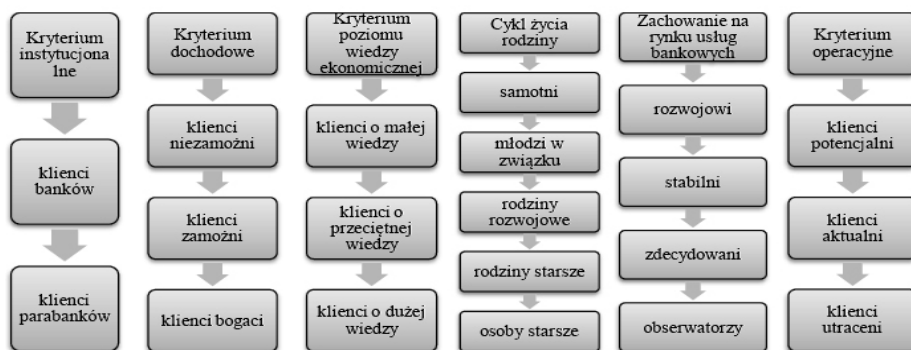 Kryterium
instytucjona
lne
klienci
banków
klienci
parabanków
Kryterium
dochodowe
klienci
niezamożni
klienci
zamożni
klienci bogaci
Kryterium
poziomu
wiedzy
ekonomicznej
klienci o małej
wiedzy
klienci o
przeciętnej
wiedzy
klienci o dużej
wiedzy
Cykl życia
rodziny
samotni
młodzi w
związku
rodziny
rozwojowe
rodziny starsze
osoby starsze
Zachowanie na
rynku usług
bankowych
rozwojowi
stabilni
zdecydowani
obserwatorzy
Kryterium
operacyjne
klienci
potencjalni
klienci
aktualni
klienci
utraceni